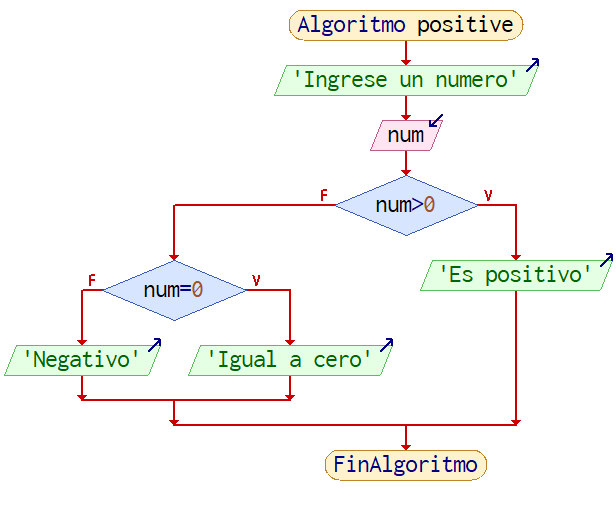 Algoritmo positive
'Ingrese un numero'
num
F
num>0
V
F
num=0
V
'Es positivo'
'Negativo'
'Igual a cero'
FinAlgoritmo